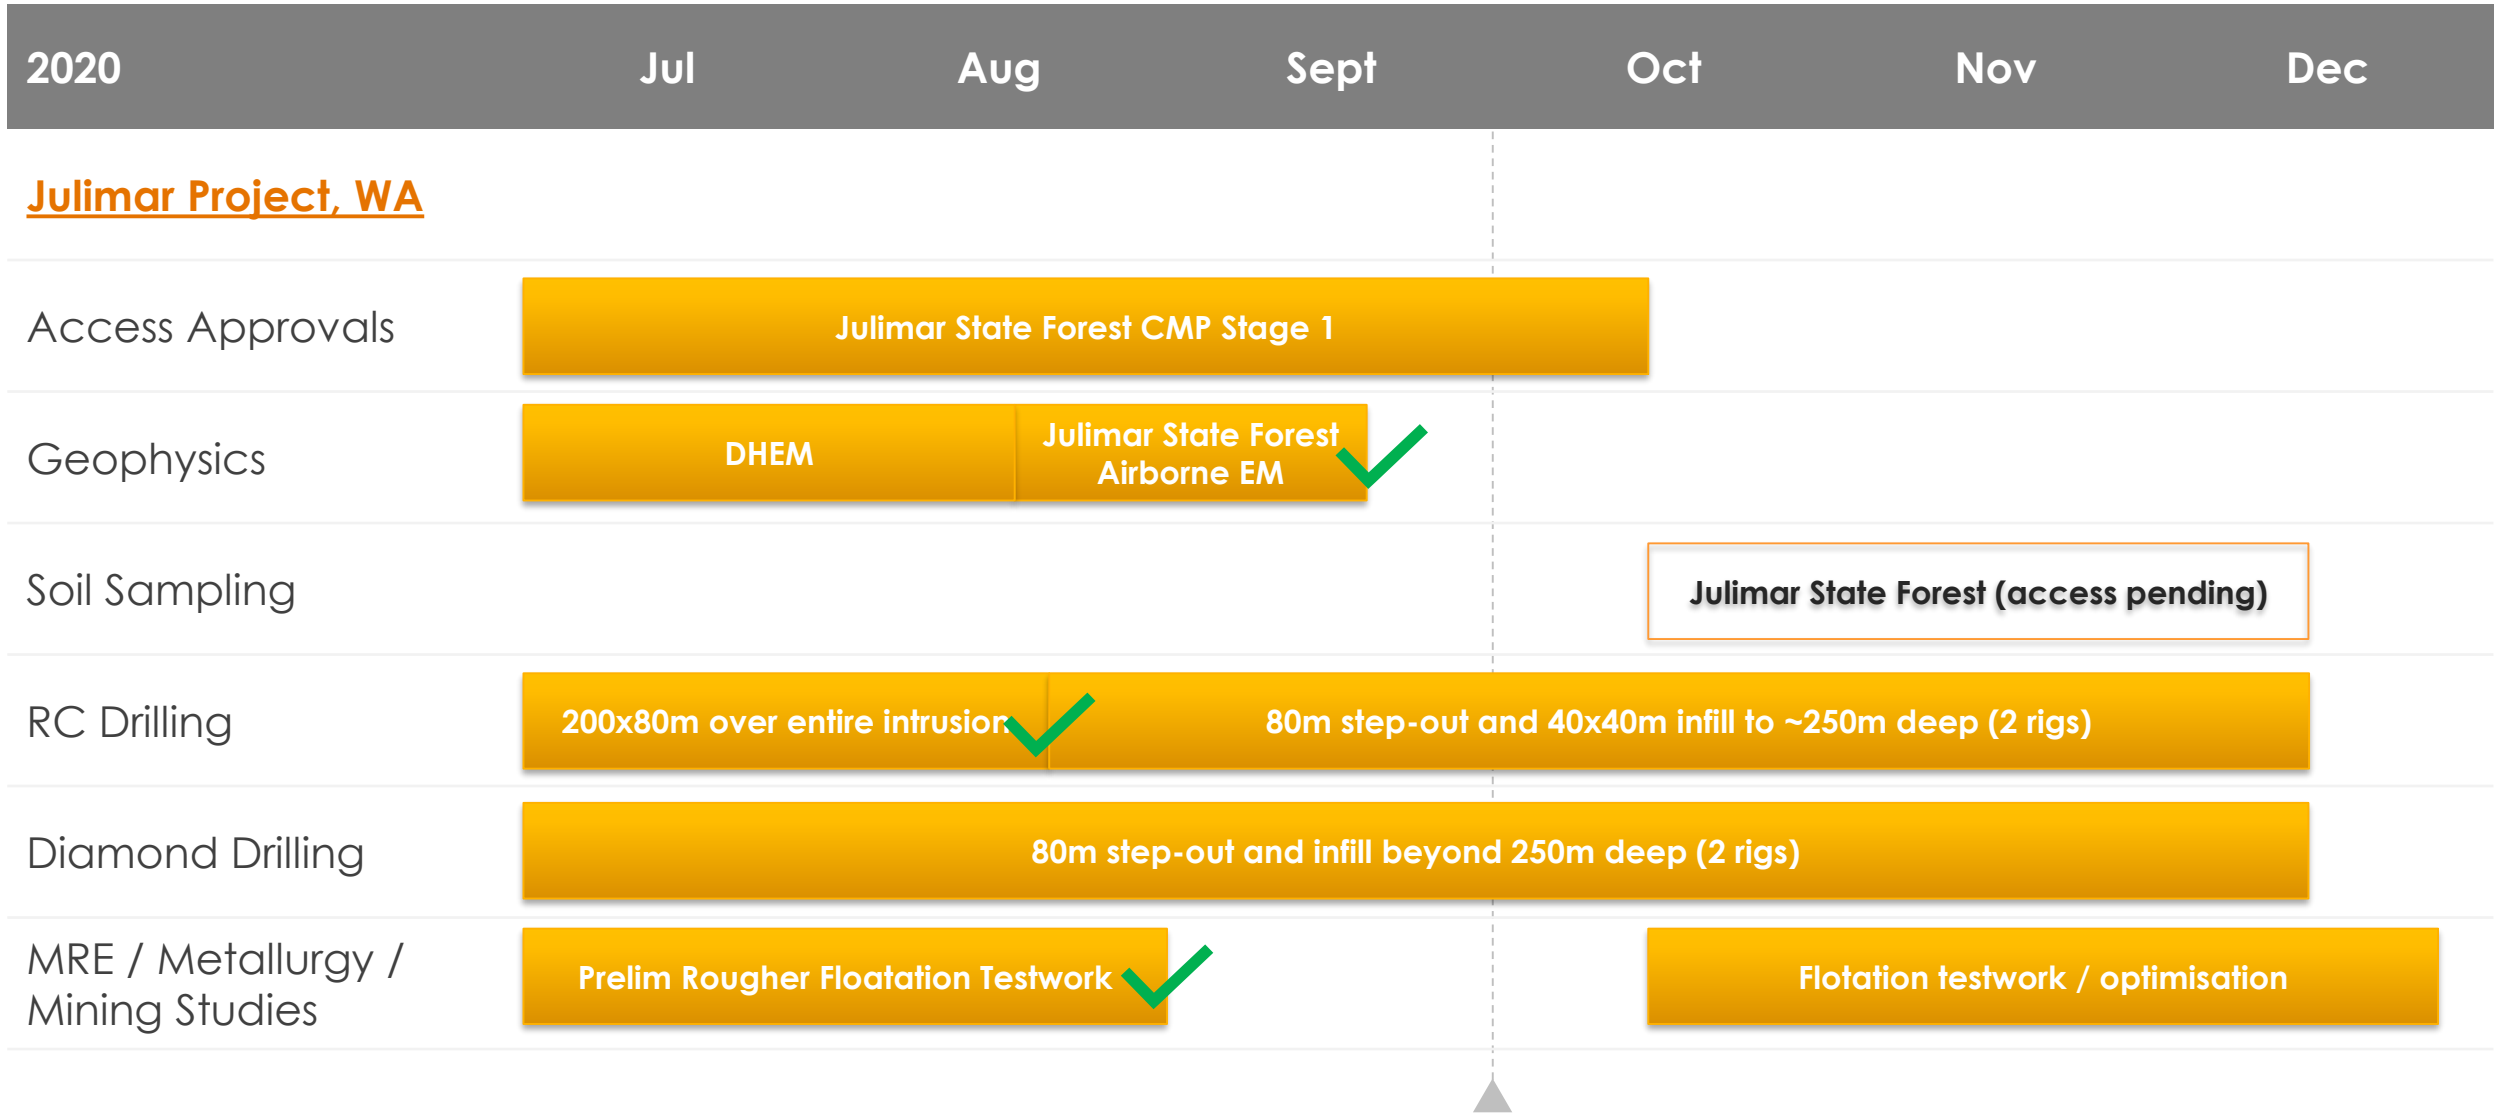 2020 Jul Aug Sept Oct Nov Dec
Julimar Project, WA
Access Approvals
Julimar State Forest CMP Stage 1
Geophysics
DHEM
Julimar State Forest
Airborne EM
Soil Sampling
Julimar State Forest (access pending)
RC Drilling
200x80m over entire intrusion
80m step-out and 40x40m infill to ~250m deep (2 rigs)
Diamond Drilling
80m step-out and infill beyond 250m deep (2 rigs)
MRE / Metallurgy /
Mining Studies
Prelim Rougher Floatation Testwork
Flotation testwork / optimisation